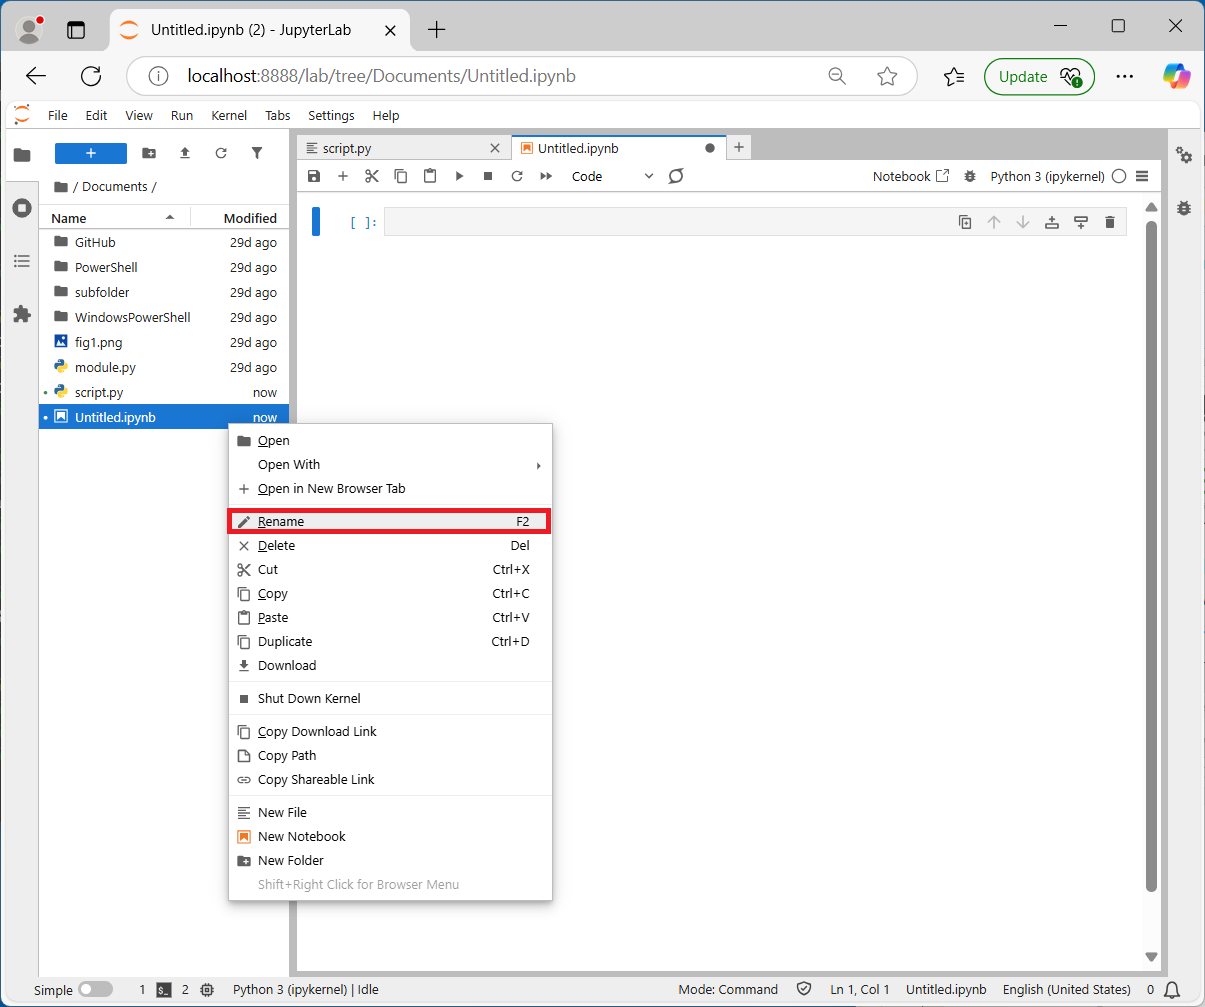 Untitled.ipynb (2) - JupyterLab
localhost:8888/lab/tree/Documents/Untitled.ipynb
Update
File Edit View Run Kernel Tabs Settings Help
+
script.py
Untitled.ipynb
/ Documents /
Code
Notebook
Python 3 (ipykernel)
Name Modified
[ ]:
GitHub 29d ago
PowerShell 29d ago
subfolder 29d ago
WindowsPowerShell 29d ago
fig1.png 29d ago
module.py 29d ago
script.py now
Untitled.ipynb now
Open
Open With
Open in New Browser Tab
Rename F2
Delete Del
Cut Ctrl+X
Copy Ctrl+C
Paste Ctrl+V
Duplicate Ctrl+D
Download
Shut Down Kernel
Copy Download Link
Copy Path
Copy Shareable Link
New File
New Notebook
New Folder
Shift+Right Click for Browser Menu
Simple 1 $_ 2 Python 3 (ipykernel) | Idle Mode: Command Ln 1, Col 1 Untitled.ipynb English (United States) 0